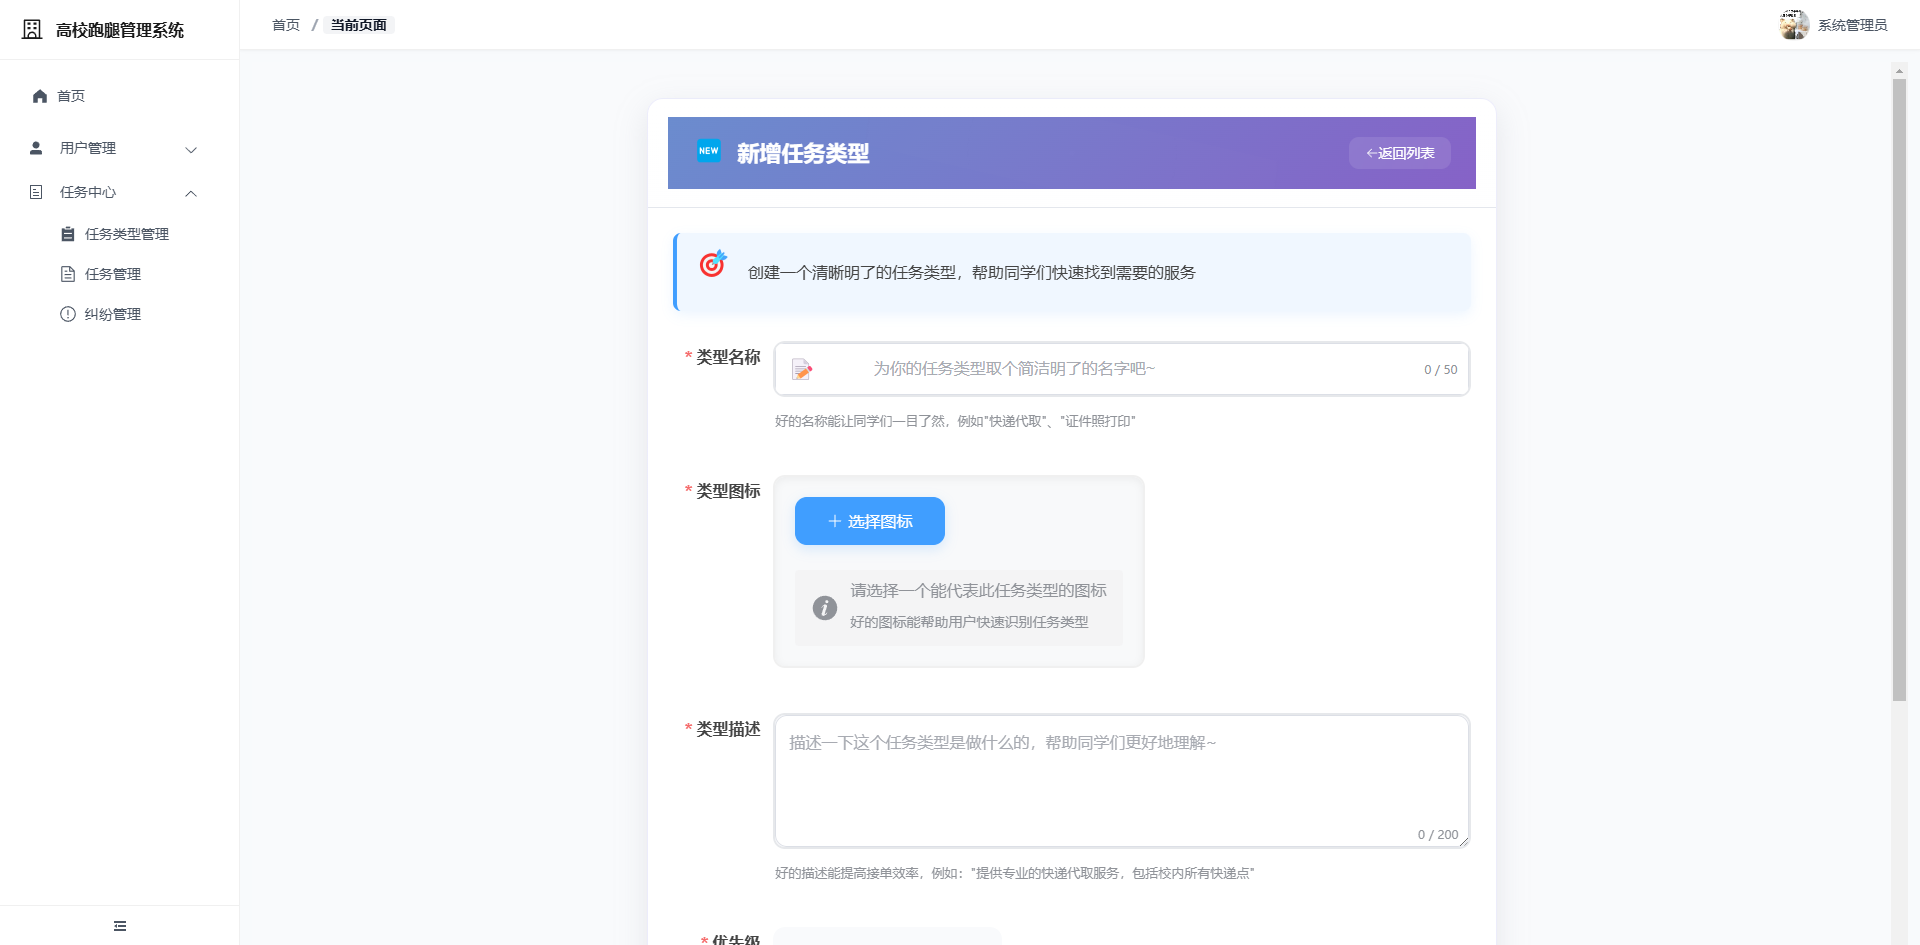 高校跑腿管理系统
首页 / 当前页面
系统管理员
首页
用户管理
任务中心
任务类型管理
任务管理
纠纷管理
NEW 新增任务类型
←返回列表
创建一个清晰明了的任务类型，帮助同学们快速找到需要的服务
* 类型名称
为你的任务类型取个简洁明了的名字吧~
0 / 50
好的名称能让同学们一目了然，例如"快递代取"、"证件照打印"
* 类型图标
+ 选择图标
请选择一个能代表此任务类型的图标
好的图标能帮助用户快速识别任务类型
* 类型描述
描述一下这个任务类型是做什么的，帮助同学们更好地理解~
0 / 200
好的描述能提高接单效率，例如："提供专业的快递代取服务，包括校内所有快递点"
* 优先级